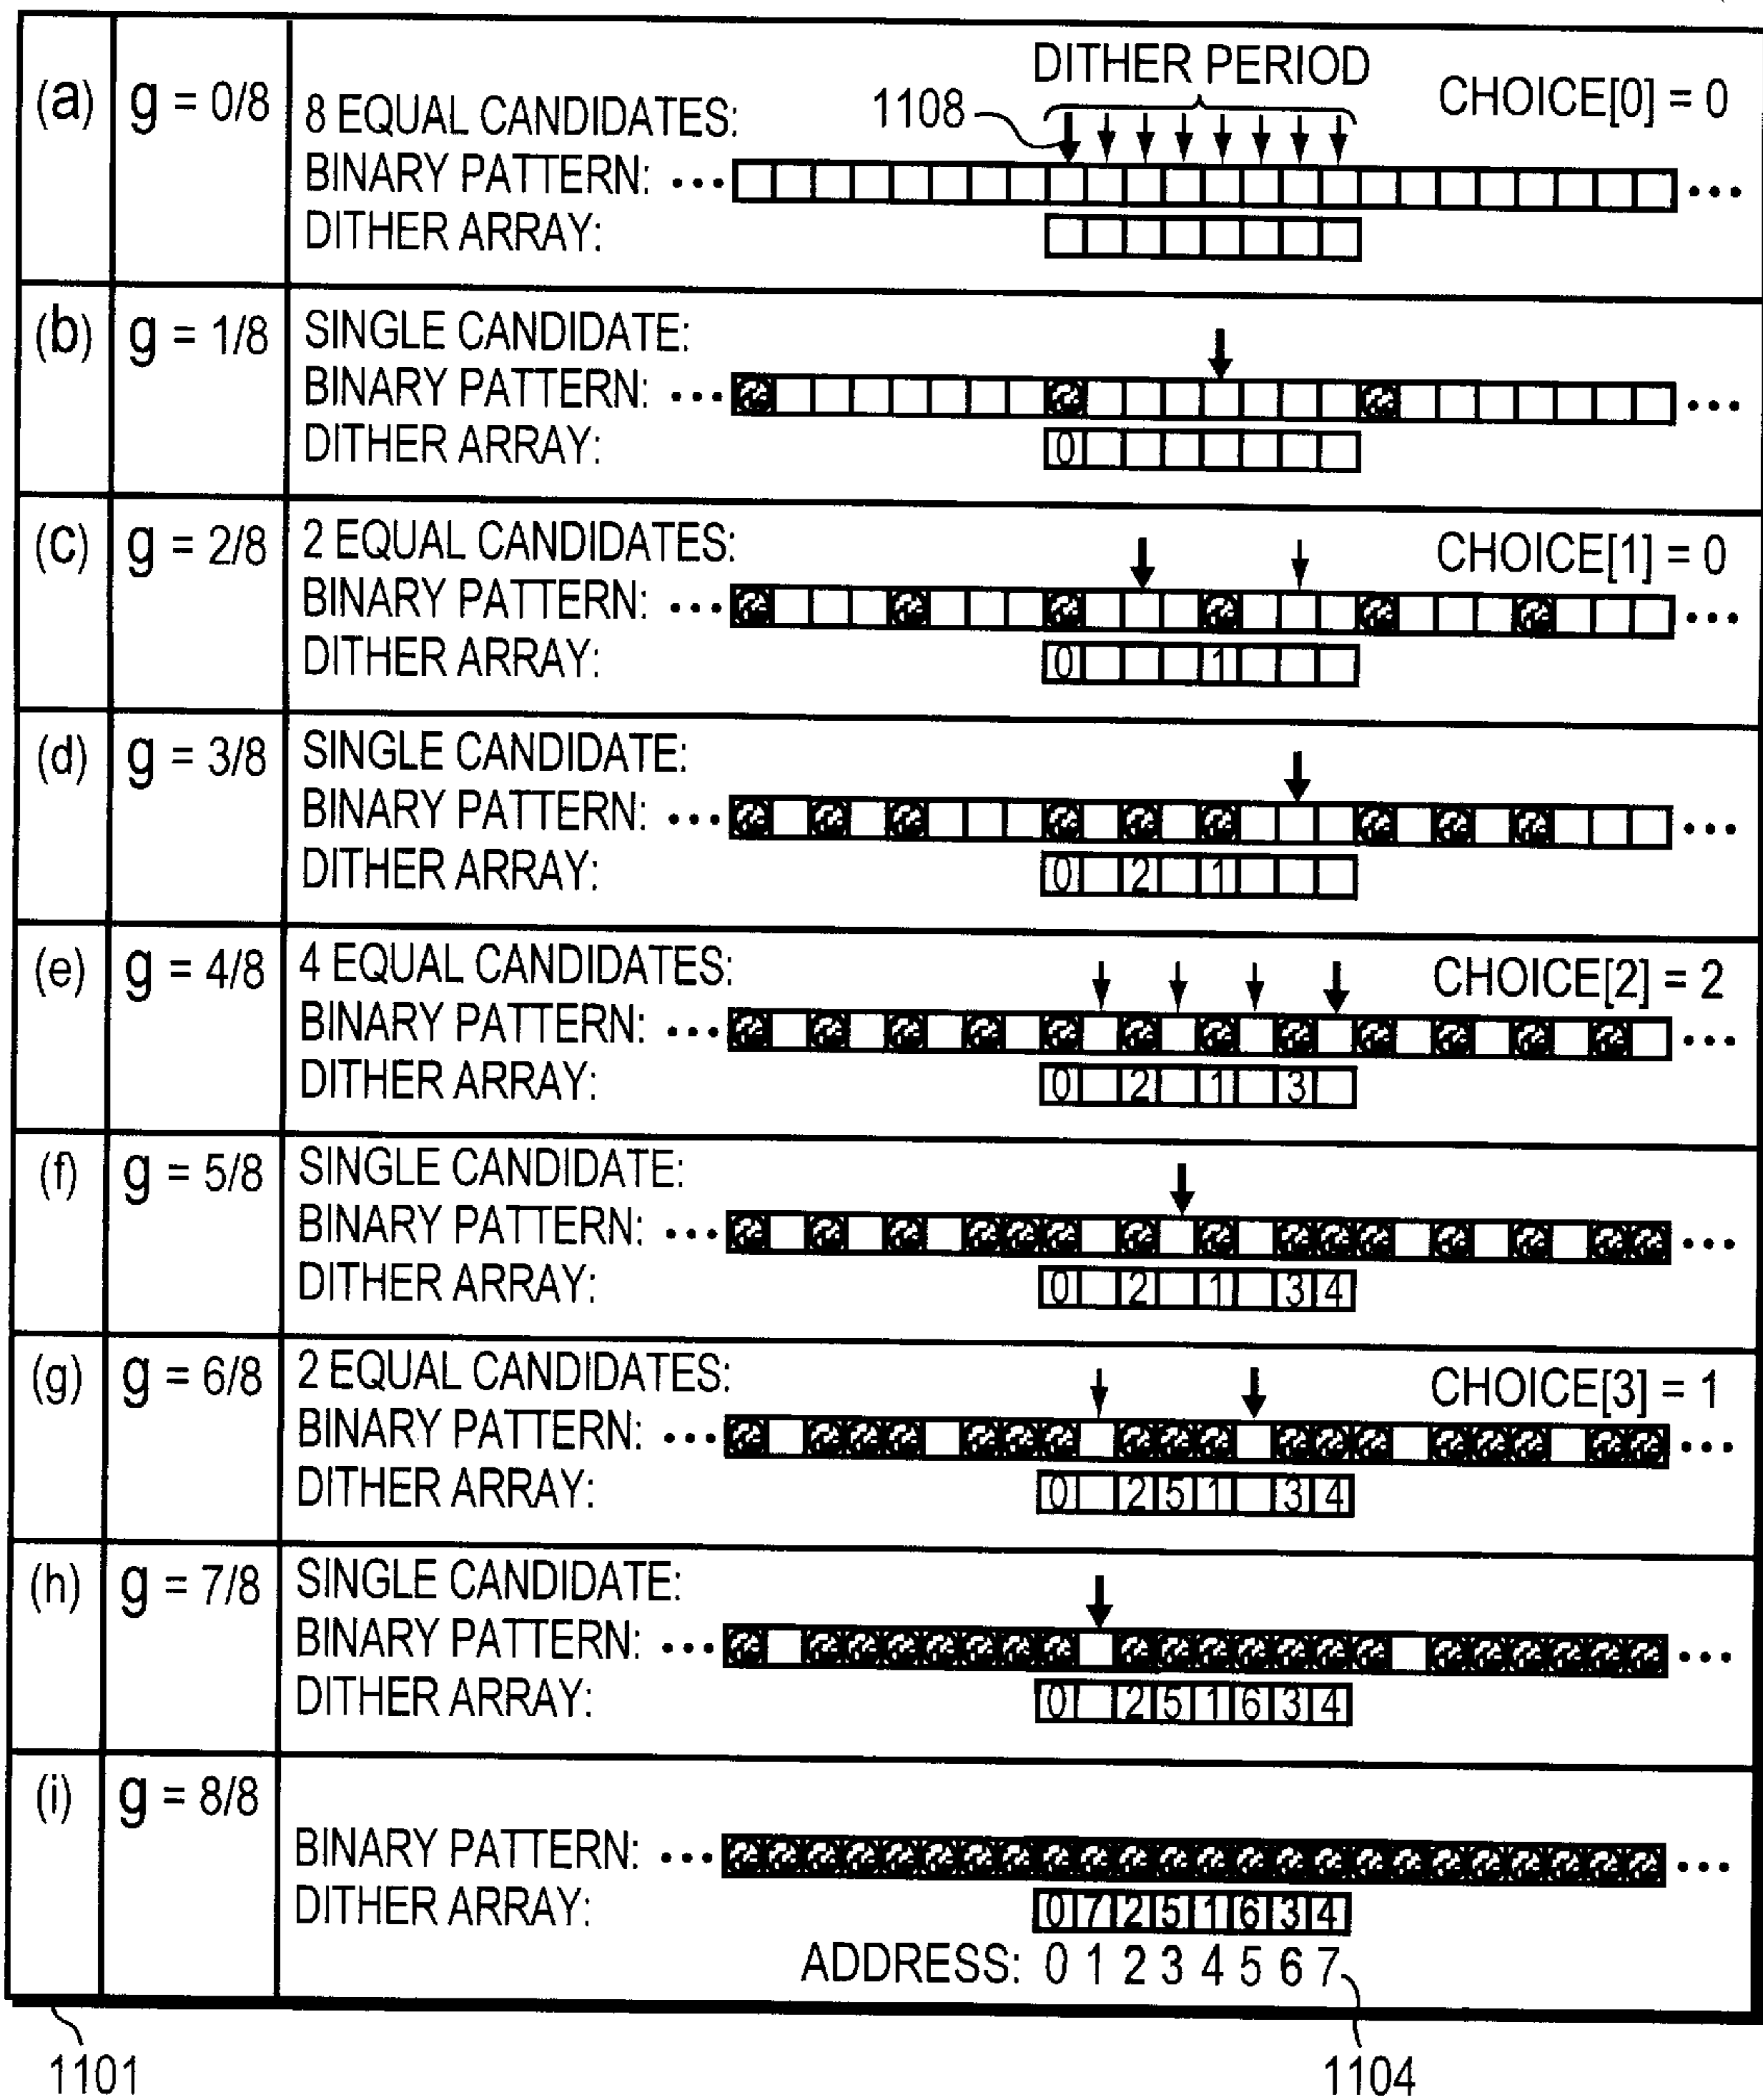 DITHER PERIOD
(a) g = 0/8 8 EQUAL CANDIDATES: 1108 CHOICE[0] = 0
BINARY PATTERN: ... ...
DITHER ARRAY:
(b) g = 1/8 SINGLE CANDIDATE:
BINARY PATTERN: ... ...
DITHER ARRAY: 0
(c) g = 2/8 2 EQUAL CANDIDATES: CHOICE[1] = 0
BINARY PATTERN: ... ...
DITHER ARRAY: 0 1
(d) g = 3/8 SINGLE CANDIDATE:
BINARY PATTERN: ... ...
DITHER ARRAY: 0 2 1
(e) g = 4/8 4 EQUAL CANDIDATES: CHOICE[2] = 2
BINARY PATTERN: ... ...
DITHER ARRAY: 0 2 1 3
(f) g = 5/8 SINGLE CANDIDATE:
BINARY PATTERN: ... ...
DITHER ARRAY: 0 2 1 3 4
(g) g = 6/8 2 EQUAL CANDIDATES: CHOICE[3] = 1
BINARY PATTERN: ... ...
DITHER ARRAY: 0 2 5 1 3 4
(h) g = 7/8 SINGLE CANDIDATE:
BINARY PATTERN: ... ...
DITHER ARRAY: 0 2 5 1 6 3 4
(i) g = 8/8
BINARY PATTERN: ... ...
DITHER ARRAY: 0 7 2 5 1 6 3 4
ADDRESS: 0 1 2 3 4 5 6 7
1101 1104